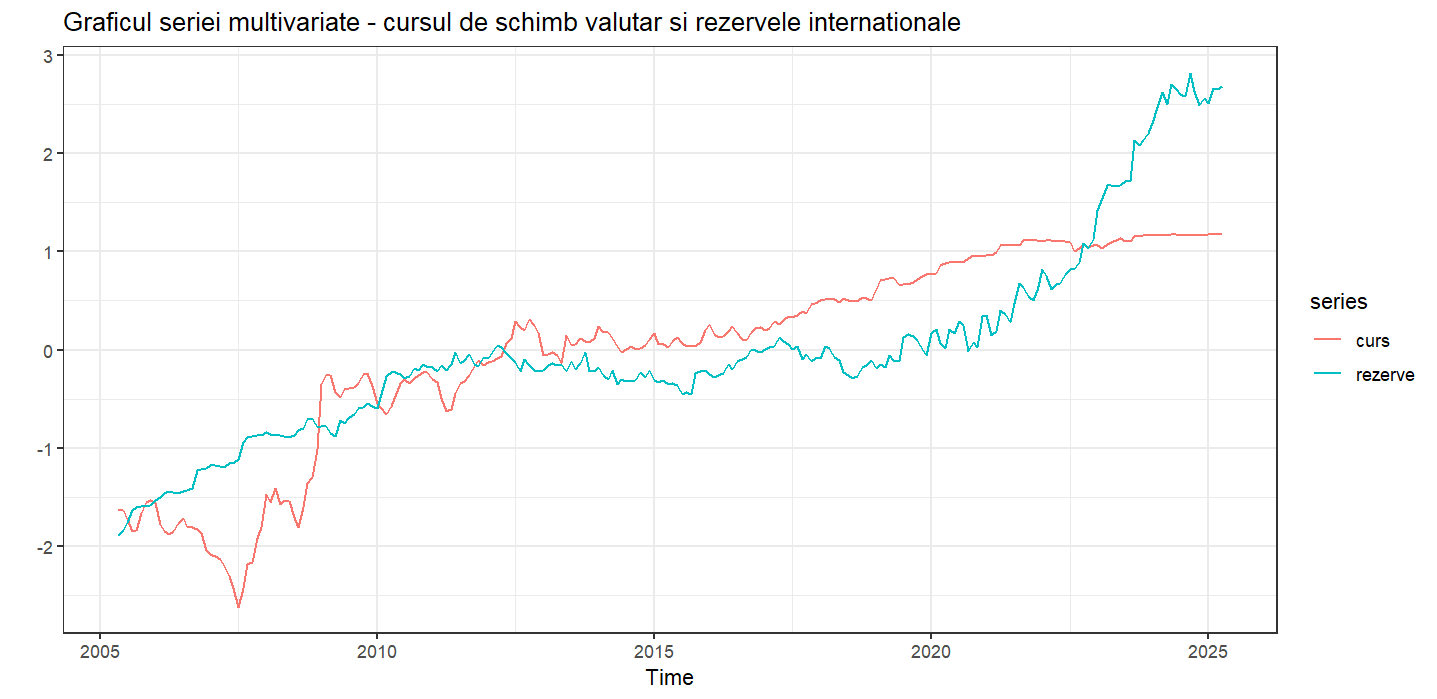 Graficul seriei multivariate - cursul de schimb valutar si rezervele internationale
3
2
1
0
-1
-2
2005 2010 2015 2020 2025
Time
series
curs
rezerve